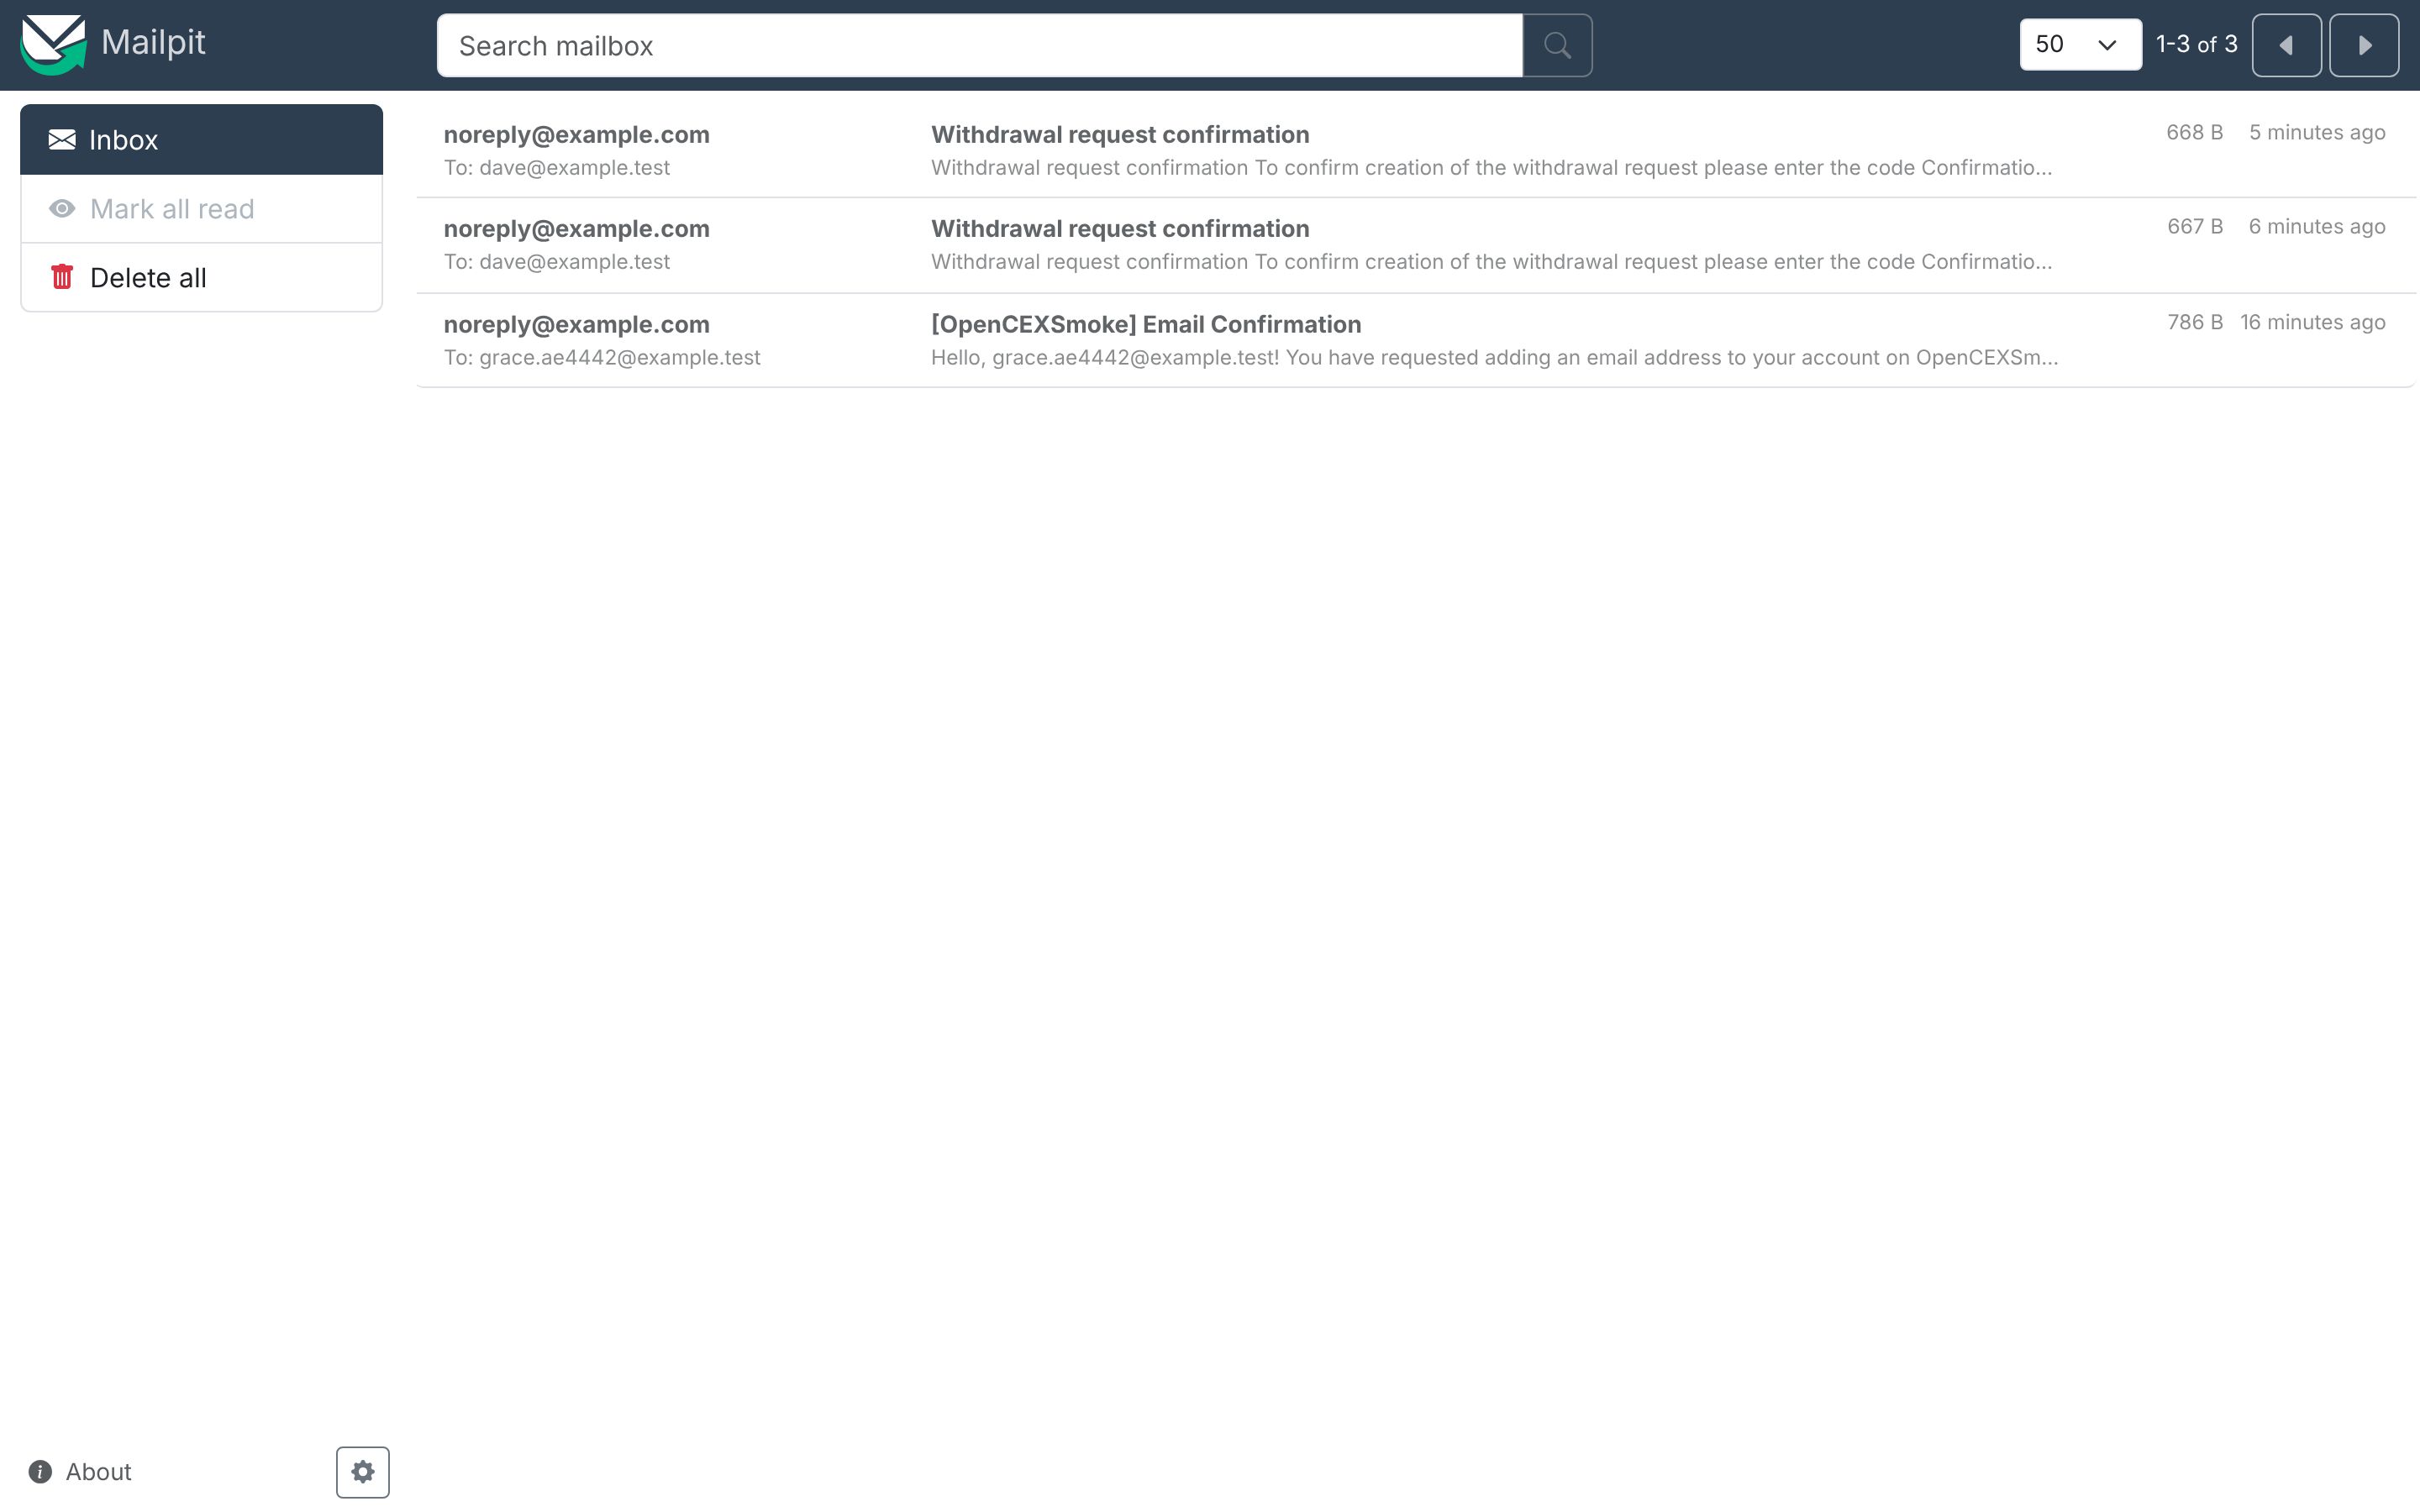 Mailpit
Search mailbox
50
1-3 of 3
Inbox
Mark all read
Delete all
noreply@example.com
To: dave@example.test
Withdrawal request confirmation
Withdrawal request confirmation To confirm creation of the withdrawal request please enter the code Confirmatio...
668 B
5 minutes ago
noreply@example.com
To: dave@example.test
Withdrawal request confirmation
Withdrawal request confirmation To confirm creation of the withdrawal request please enter the code Confirmatio...
667 B
6 minutes ago
noreply@example.com
To: grace.ae4442@example.test
[OpenCEXSmoke] Email Confirmation
Hello, grace.ae4442@example.test! You have requested adding an email address to your account on OpenCEXSm...
786 B
16 minutes ago
About